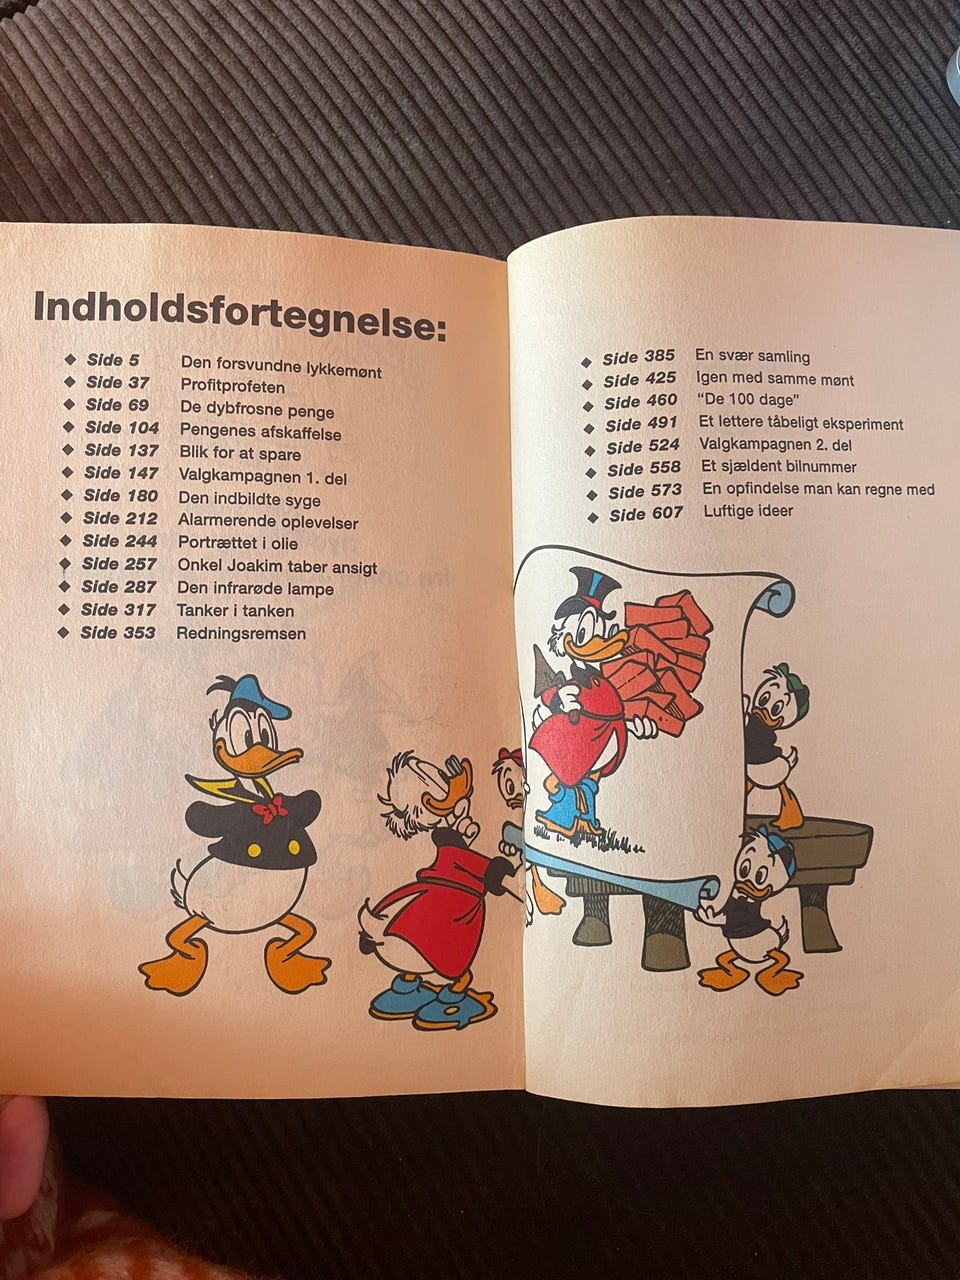 Indholdsfortegnelse:
◆ Side 5 Den forsvundne lykkemønt
◆ Side 37 Profitprofeten
◆ Side 69 De dybfrosne penge
◆ Side 104 Pengenes afskaffelse
◆ Side 137 Blik for at spare
◆ Side 147 Valgkampagnen 1. del
◆ Side 180 Den indbildte syge
◆ Side 212 Alarmerende oplevelser
◆ Side 244 Portrættet i olie
◆ Side 257 Onkel Joakim taber ansigt
◆ Side 287 Den infrarøde lampe
◆ Side 317 Tanker i tanken
◆ Side 353 Redningsremsen
◆ Side 385 En svær samling
◆ Side 425 Igen med samme mønt
◆ Side 460 “De 100 dage”
◆ Side 491 Et lettere tåbeligt eksperiment
◆ Side 524 Valgkampagnen 2. del
◆ Side 558 Et sjældent bilnummer
◆ Side 573 En opfindelse man kan regne med
◆ Side 607 Luftige ideer